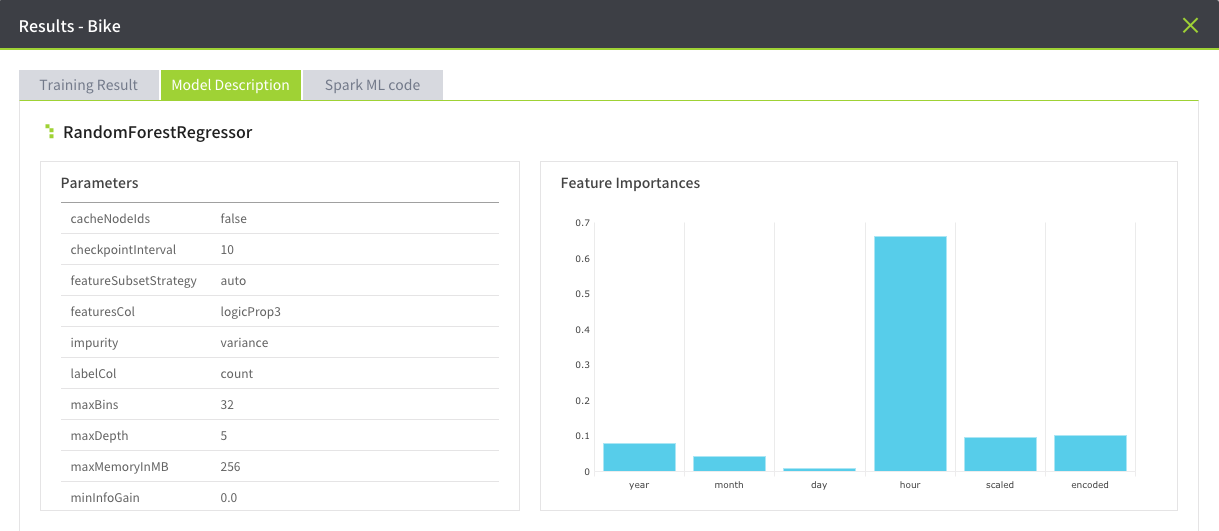 Results - Bike
Training Result
Model Description
Spark ML code
RandomForestRegressor
Parameters
cacheNodeIds false
checkpointInterval 10
featureSubsetStrategy auto
featuresCol logicProp3
impurity variance
labelCol count
maxBins 32
maxDepth 5
maxMemoryInMB 256
minInfoGain 0.0
Feature Importances
0.7
0.6
0.5
0.4
0.3
0.2
0.1
0
year month day hour scaled encoded